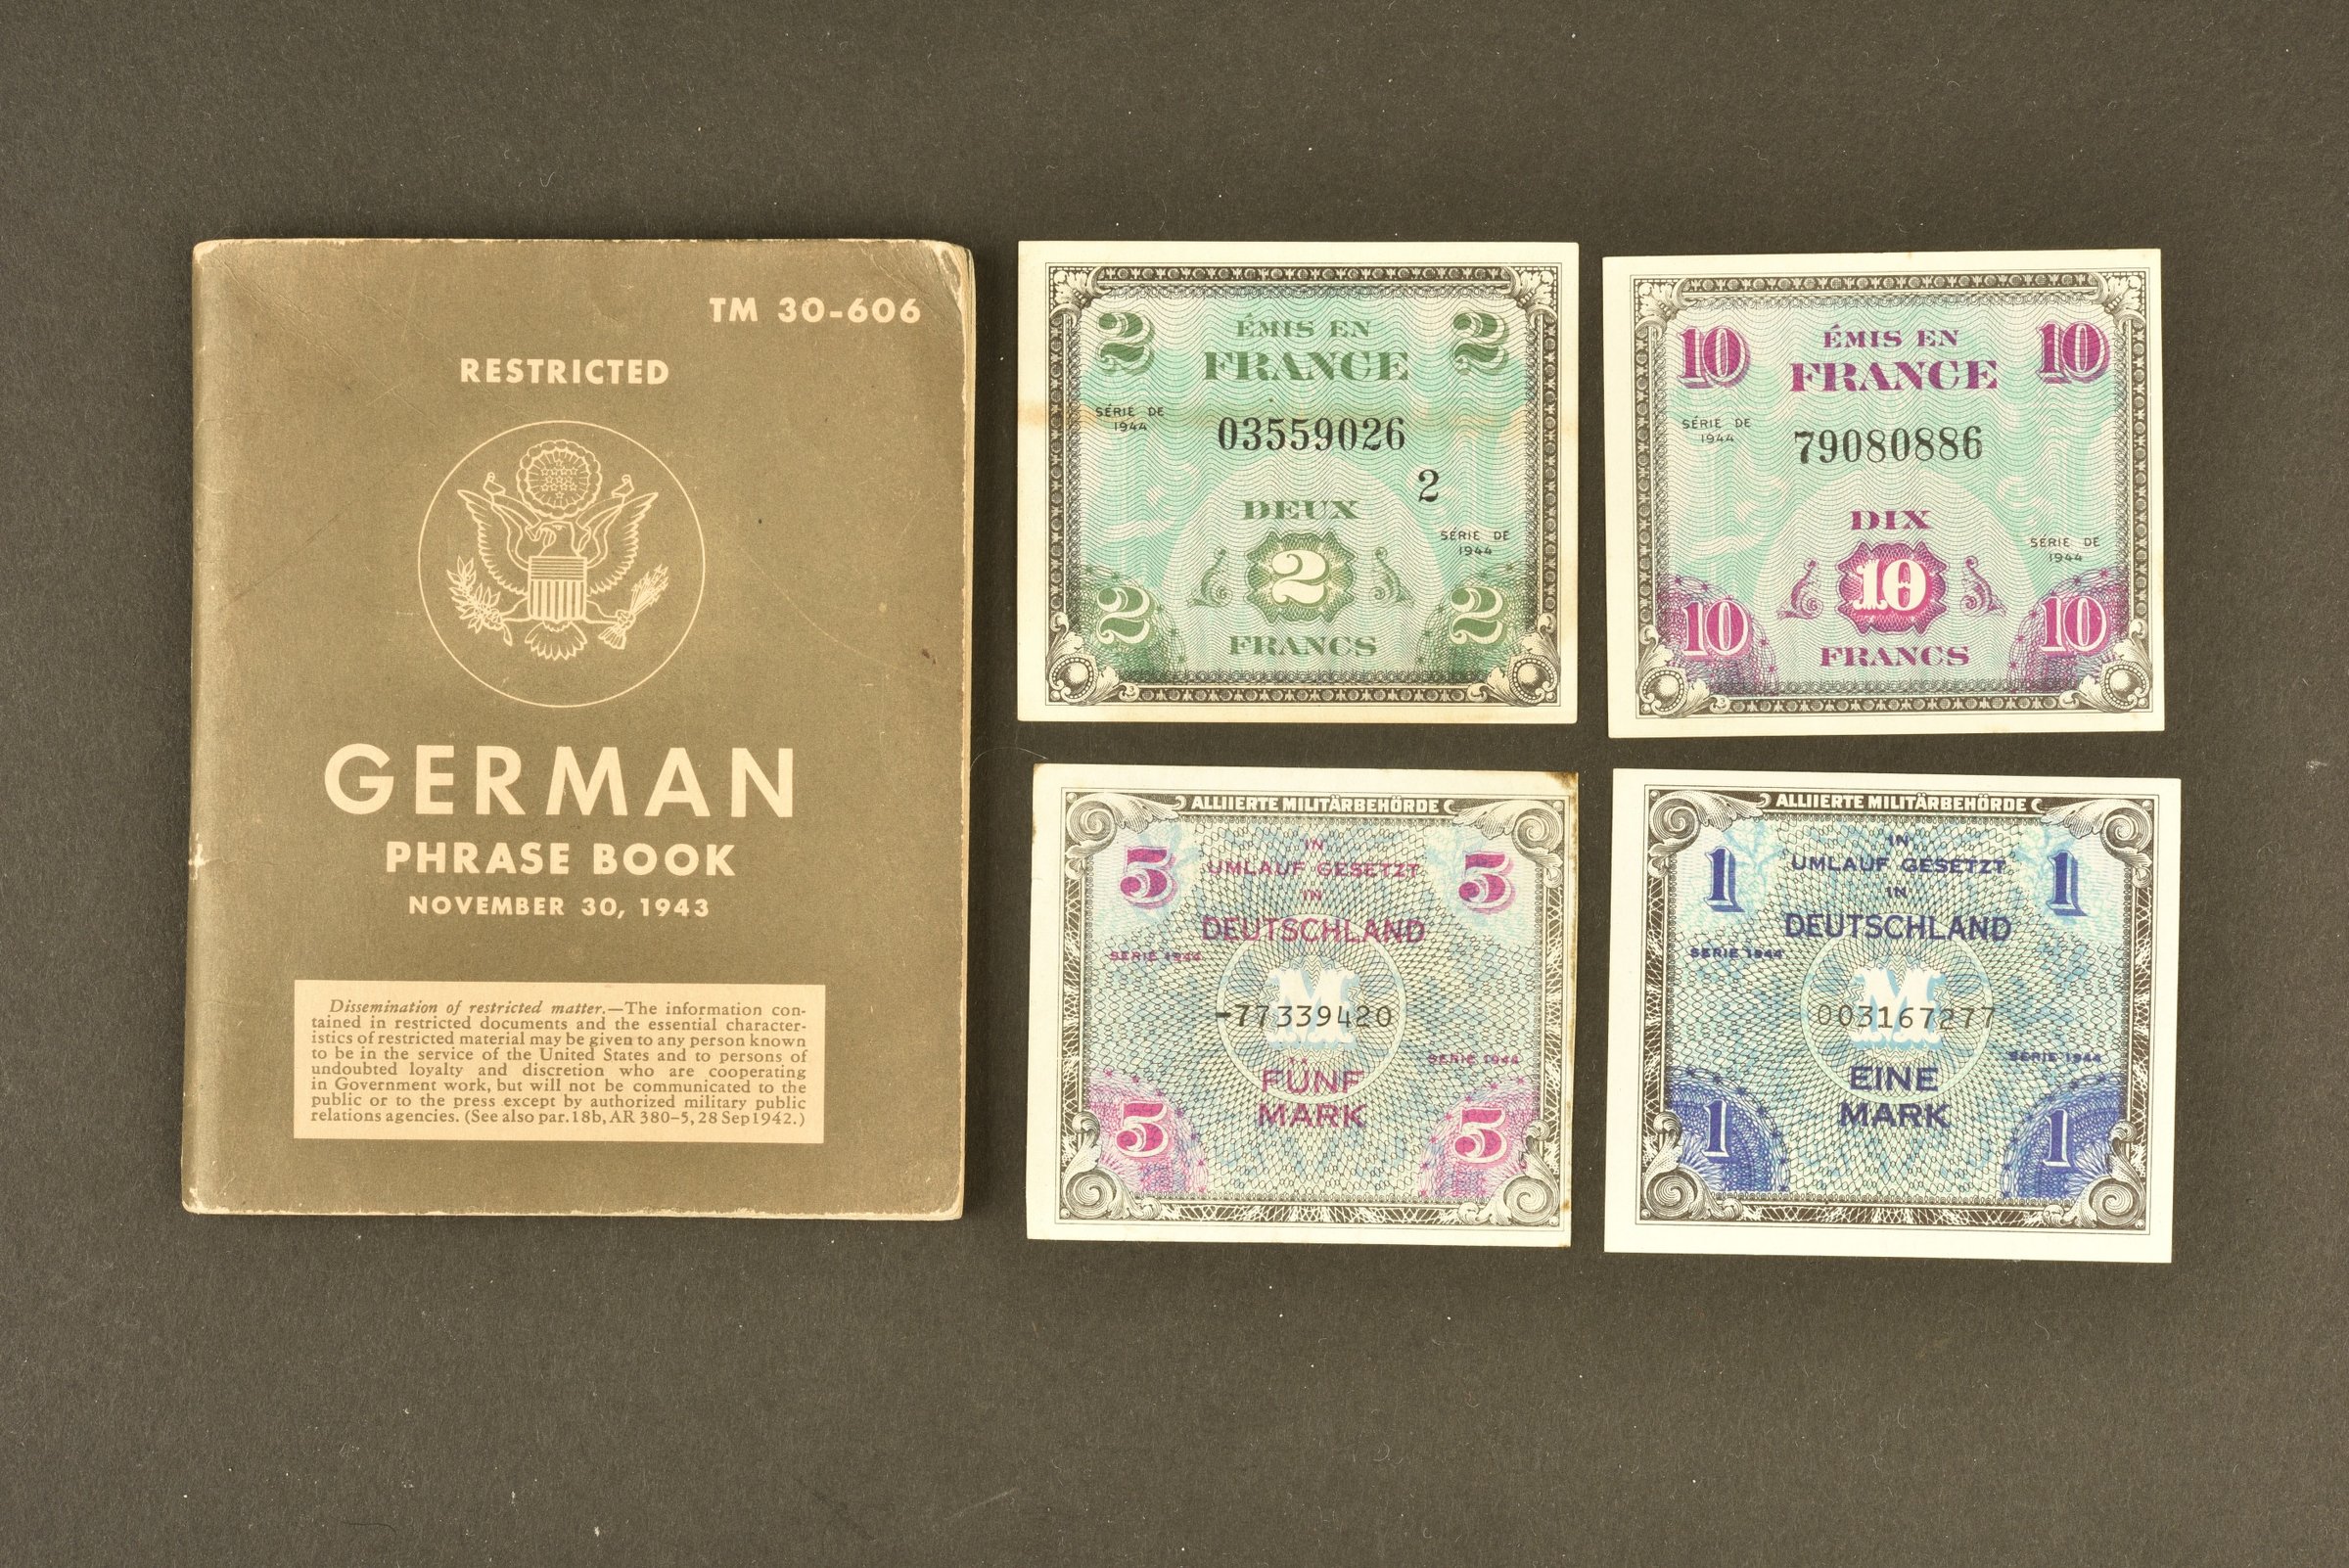 TM 30-606
RESTRICTED
GERMAN
PHRASE BOOK
NOVEMBER 30, 1943
Dissemination of restricted matter.—The information con-
tained in restricted documents and the essential character-
istics of restricted material may be given to any person known
to be in the service of the United States and to persons of
undoubted loyalty and discretion who are cooperating
in Government work, but will not be communicated to the
public or to the press except by authorized military public
relations agencies. (See also par. 18b, AR 380-5, 28 Sep 1942.)
2 ÉMIS EN 2
FRANCE
SÉRIE DE
1944
03559026
2
DEUX
SÉRIE DE
1944
2
2 2
FRANCS
10 ÉMIS EN 10
FRANCE
SÉRIE DE
1944
79080886
DIX
SÉRIE DE
1944
10
10 10
FRANCS
ALLIIERTE MILITÄRBEHÖRDE
IN
5 UMLAUF GESETZT 5
IN
DEUTSCHLAND
SERIE 1944
M
-77339420
SERIE 1944
FÜNF
5 MARK 5
ALLIIERTE MILITÄRBEHÖRDE
IN
1 UMLAUF GESETZT 1
IN
DEUTSCHLAND
SERIE 1944
M
003167277
SERIE 1944
EINE
1 MARK 1